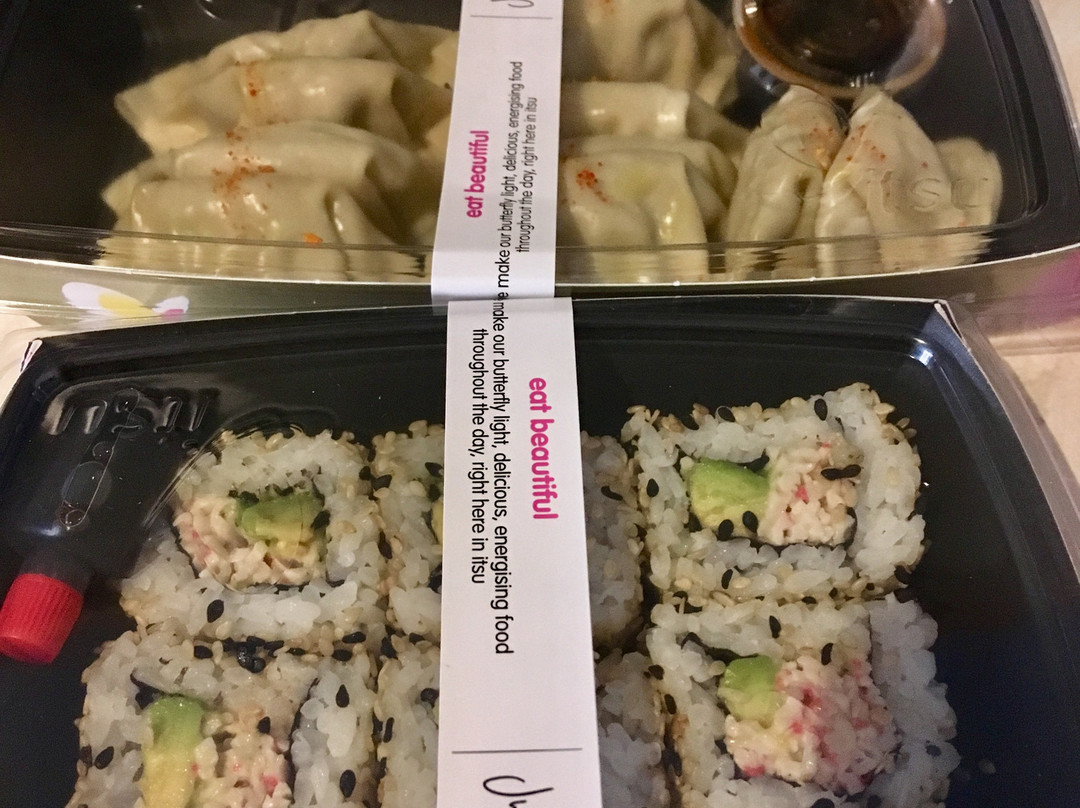 eat beautiful
make our butterfly light, delicious, energising food
throughout the day, right here in itsu
itsu
eat beautiful
make our butterfly light, delicious, energising food
throughout the day, right here in itsu
itsu